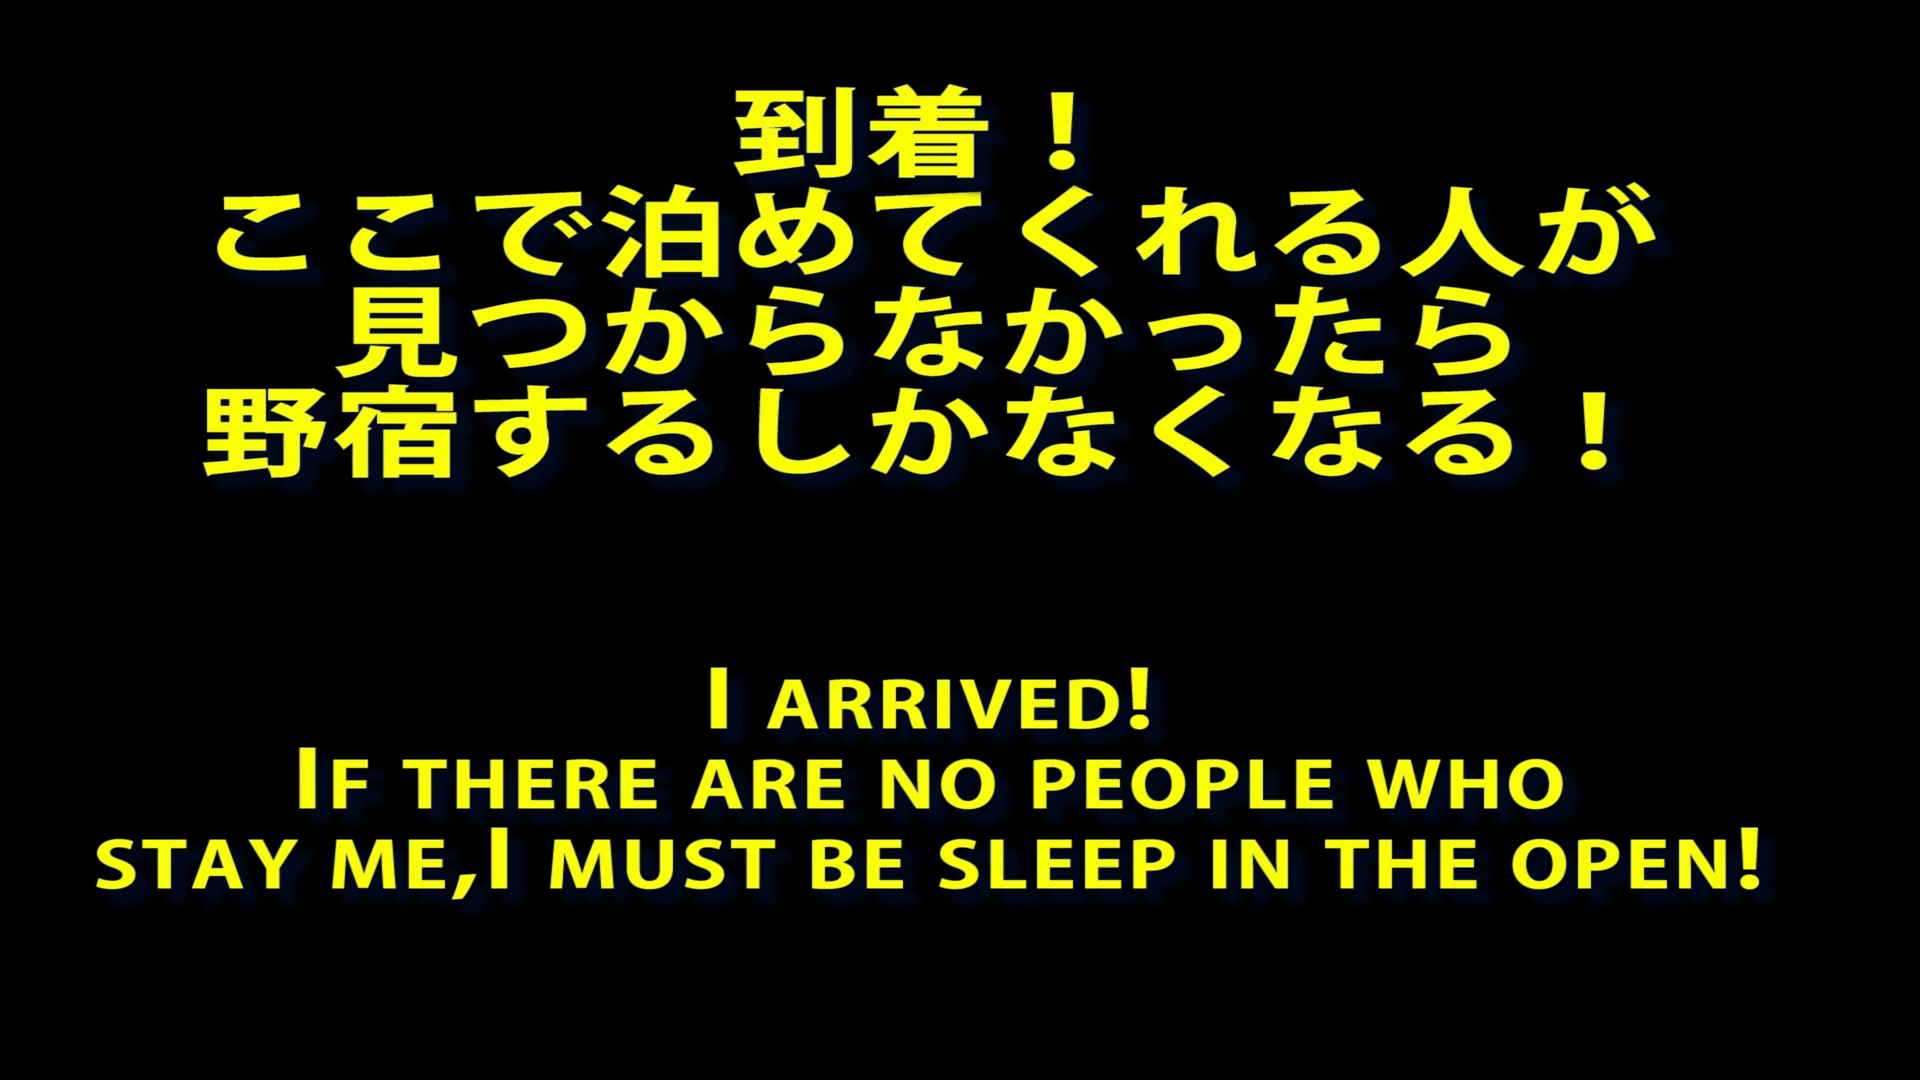 到着！
ここで泊めてくれる人が
見つからなかったら
野宿するしかなくなる！
I ARRIVED!
IF THERE ARE NO PEOPLE WHO
STAY ME,I MUST BE SLEEP IN THE OPEN!